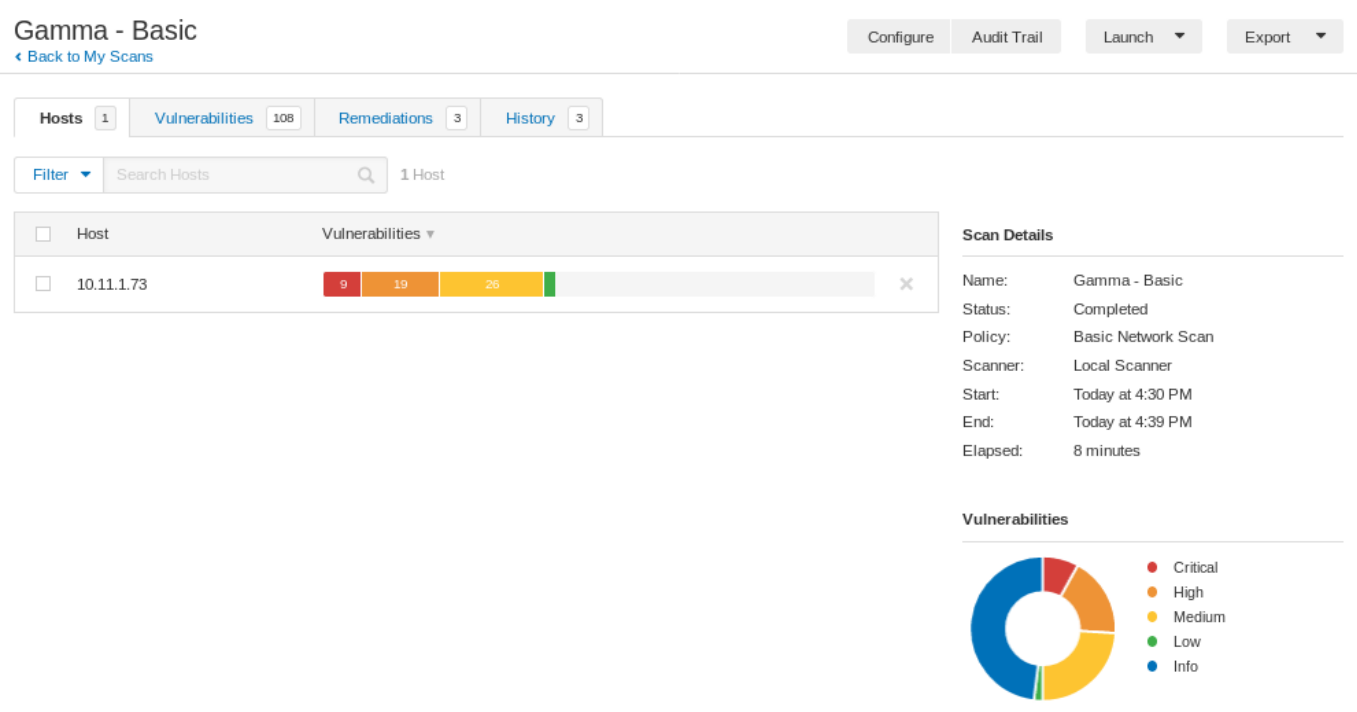 Gamma - Basic
Back to My Scans
Configure Audit Trail Launch Export
Hosts 1 Vulnerabilities 108 Remediations 3 History 3
Filter Search Hosts 1 Host
Host Vulnerabilities
10.11.1.73 9 19 26
Scan Details
Name: Gamma - Basic
Status: Completed
Policy: Basic Network Scan
Scanner: Local Scanner
Start: Today at 4:30 PM
End: Today at 4:39 PM
Elapsed: 8 minutes
Vulnerabilities
Critical
High
Medium
Low
Info